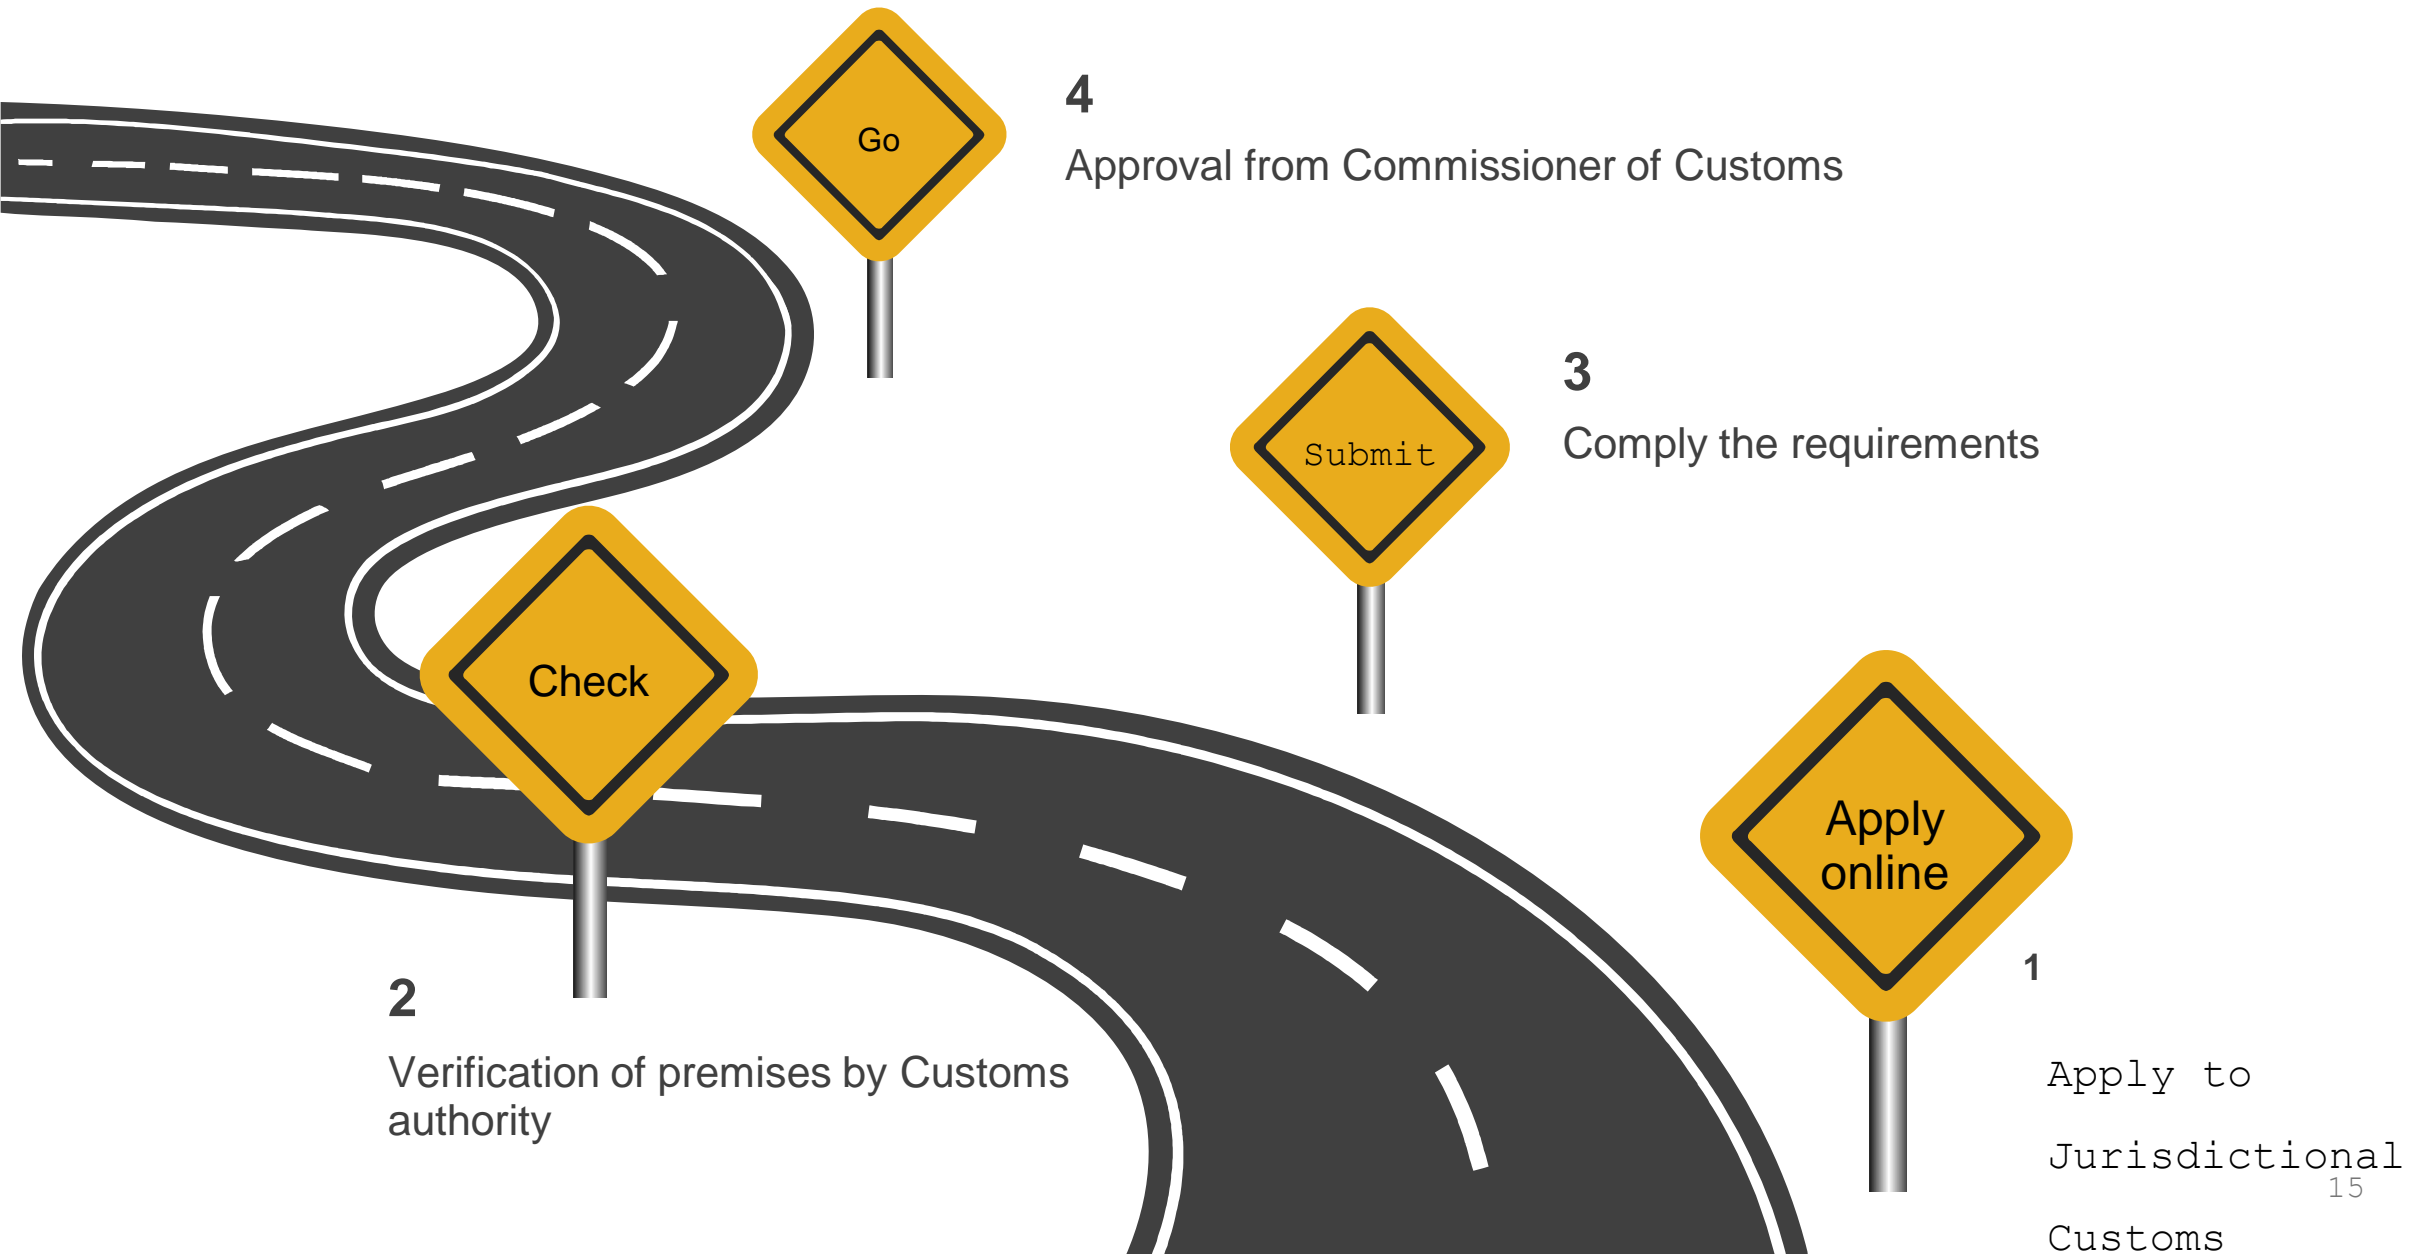 Go
4
Approval from Commissioner of Customs
Submit
3
Comply the requirements
Check
2
Verification of premises by Customs
authority
Apply
online
1
Apply to
Jurisdictional
Customs
15